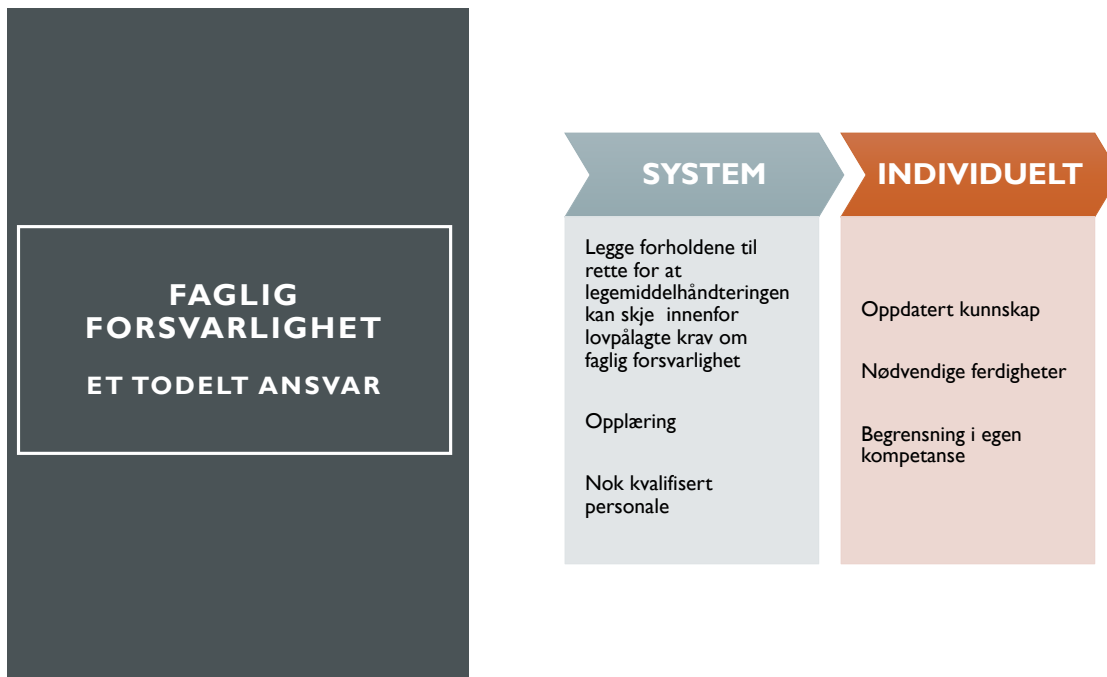 FAGLIG
FORSVARLIGHET
ET TODELT ANSVAR
SYSTEM
Legge forholdene til
rette for at
legemiddelhåndteringen
kan skje  innenfor
lovpålagte krav om
faglig forsvarlighet
Opplæring
Nok kvalifisert
personale
INDIVIDUELT
Oppdatert kunnskap
Nødvendige ferdigheter
Begrensning i egen
kompetanse